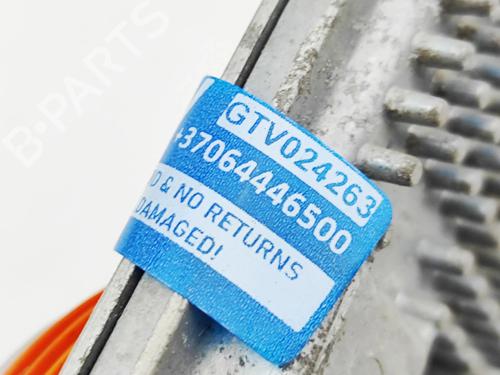 B-PARTS
GTV024263
+37064446500
D & NO RETURNS
DAMAGED!